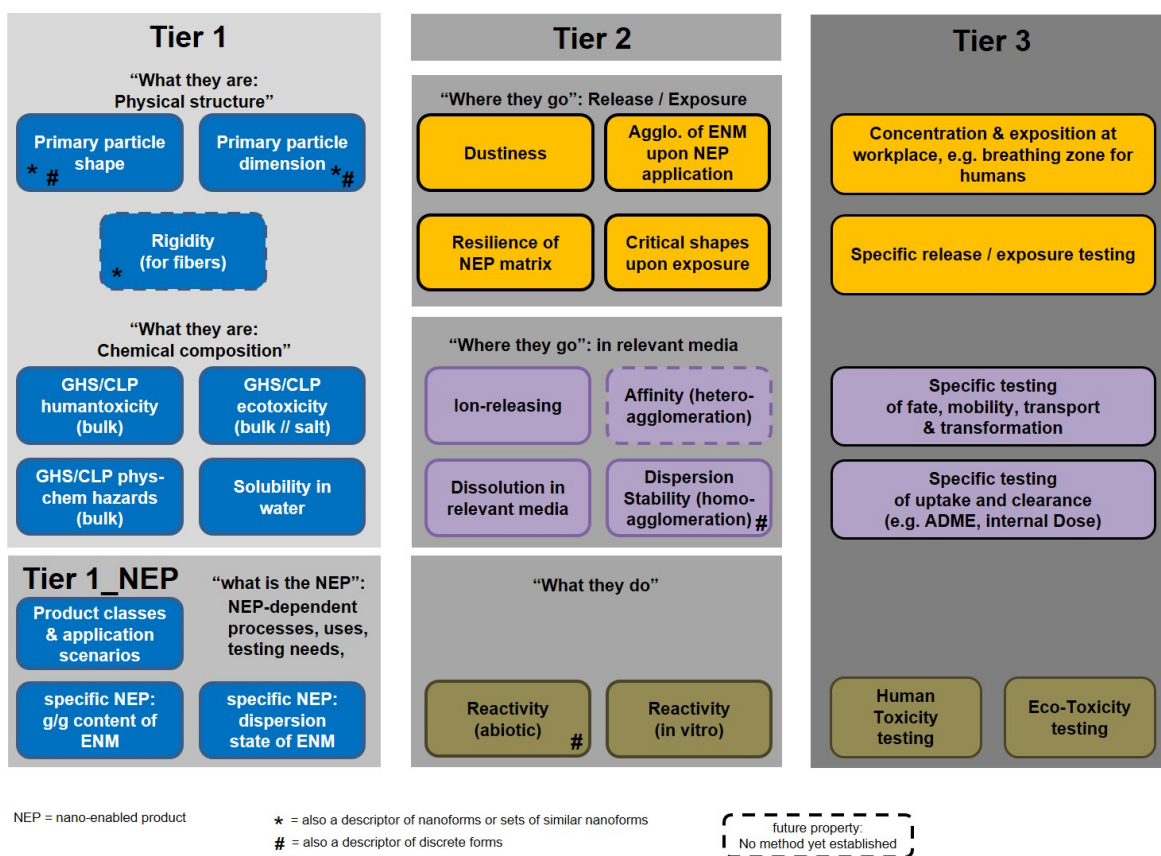 Tier 1
“What they are:
Physical structure”
Primary particle
shape
* #
Primary particle
dimension
*#
Rigidity
(for fibers)
*
“What they are:
Chemical composition”
GHS/CLP
humantoxicity
(bulk)
GHS/CLP
ecotoxicity
(bulk // salt)
GHS/CLP phys-
chem hazards
(bulk)
Solubility in
water
Tier 1_NEP
“what is the NEP”:
NEP-dependent
processes, uses,
testing needs,
Product classes
& application
scenarios
specific NEP:
g/g content of
ENM
specific NEP:
dispersion
state of ENM
Tier 2
“Where they go”: Release / Exposure
Dustiness
Agglo. of ENM
upon NEP
application
Resilience of
NEP matrix
Critical shapes
upon exposure
“Where they go”: in relevant media
Ion-releasing
Affinity (hetero-
agglomeration)
Dissolution in
relevant media
Dispersion
Stability (homo-
agglomeration)
#
“What they do”
Reactivity
(abiotic)
#
Reactivity
(in vitro)
Tier 3
Concentration & exposition at
workplace, e.g. breathing zone for
humans
Specific release / exposure testing
Specific testing
of fate, mobility, transport
& transformation
Specific testing
of uptake and clearance
(e.g. ADME, internal Dose)
Human
Toxicity
testing
Eco-Toxicity
testing
NEP = nano-enabled product
* = also a descriptor of nanoforms or sets of similar nanoforms
# = also a descriptor of discrete forms
future property:
No method yet established